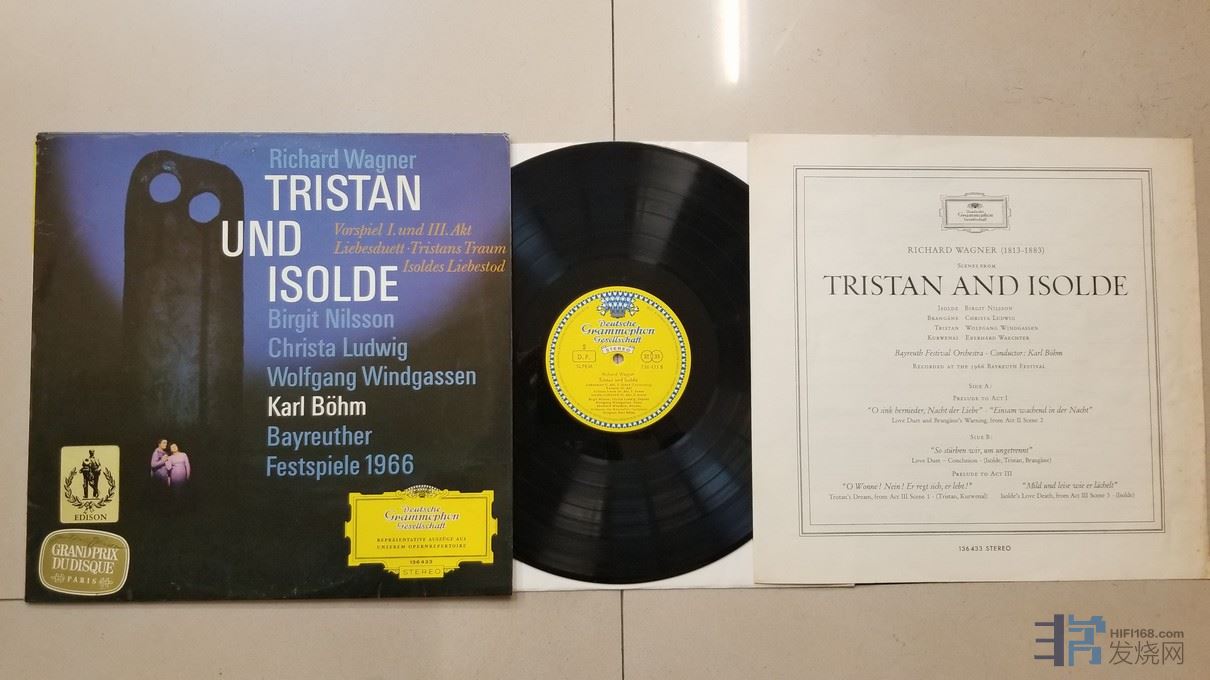 Richard Wagner
TRISTAN
UND
ISOLDE
Vorspiel I. und III. Akt
Liebesduett · Tristans Traum
Isoldes Liebestod
Birgit Nilsson
Christa Ludwig
Wolfgang Windgassen
Karl Böhm
Bayreuther
Festspiele 1966
EDISON
GRAND PRIX
DU DISQUE
PARIS
Deutsche
Grammophon
Gesellschaft
REPRÄSENTATIVE AUSZÜGE AUS
UNSEREM OPERNREPERTOIRE
136 433
STEREO
Deutsche
Grammophon
Gesellschaft
STEREO
Richard Wagner
Tristan und Isolde
Deutsche
Grammophon
Gesellschaft
RICHARD WAGNER (1813-1883)
SCENES FROM
TRISTAN AND ISOLDE
ISOLDE BIRGIT NILSSON
BRANGÄNE CHRISTA LUDWIG
TRISTAN WOLFGANG WINDGASSEN
KURWENAL EBERHARD WAECHTER
Bayreuth Festival Orchestra · Conductor: Karl Böhm
RECORDED AT THE 1966 BAYREUTH FESTIVAL
SIDE A:
PRELUDE TO ACT I
"O sink hernieder, Nacht der Liebe" · "Einsam wachend in der Nacht"
Love Duet and Brangäne's Warning, from Act II Scene 2
SIDE B:
"So stürben wir, um ungetrennt"
Love Duet – Conclusion - (Isolde, Tristan, Brangäne)
PRELUDE TO ACT III
"O Wonne! Nein! Er regt sich, er lebt!" "Mild und leise wie er lächelt"
Tristan's Dream, from Act III Scene 1 - (Tristan, Kurwenal) Isolde's Love Death, from Act III Scene 3 - (Isolde)
136 433 STEREO
HIFI168.com
发烧网